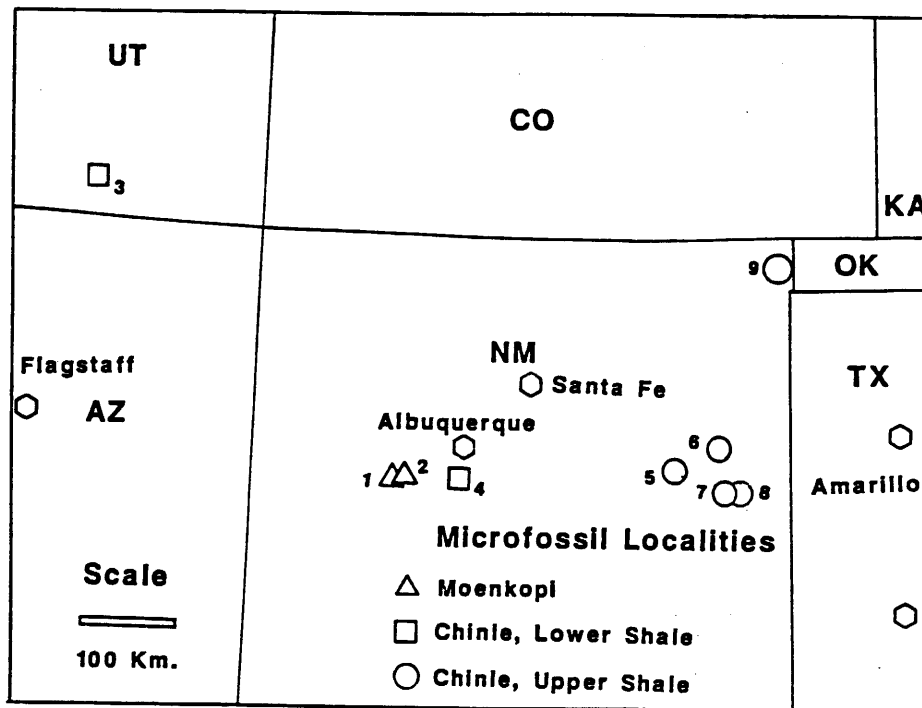 UT
CO
3
KA
9
OK
NM
Flagstaff
Santa Fe
TX
AZ
Albuquerque
6
1
2
4
5
7
8
Amarillo
Microfossil Localities
Scale
Moenkopi
Chinle, Lower Shale
100 Km.
Chinle, Upper Shale